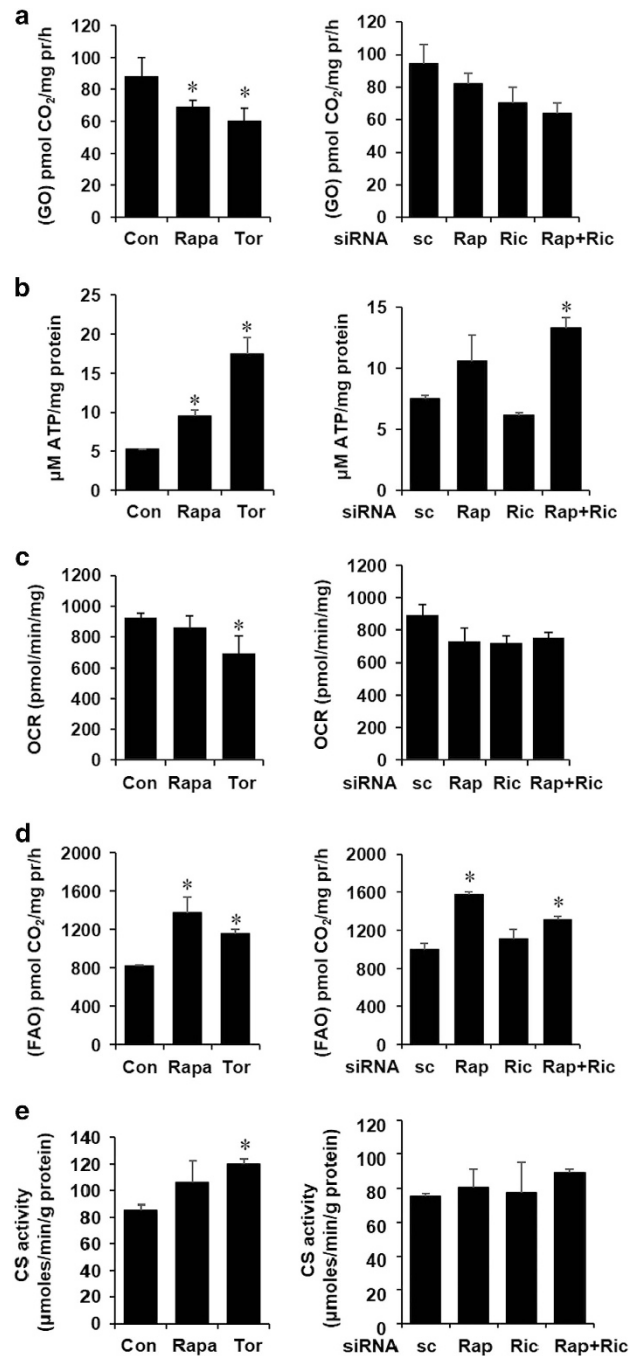 a
(GO) pmol CO₂/mg pr/h
120
100
80
60
40
20
0
*
*
Con Rapa Tor
(GO) pmol CO₂/mg pr/h
120
100
80
60
40
20
0
siRNA sc Rap Ric Rap+Ric
b
µM ATP/mg protein
25
20
15
10
5
0
*
*
Con Rapa Tor
µM ATP/mg protein
15
10
5
0
*
siRNA sc Rap Ric Rap+Ric
c
OCR (pmol/min/mg)
1200
1000
800
600
400
200
0
*
Con Rapa Tor
OCR (pmol/min/mg)
1200
1000
800
600
400
200
0
siRNA sc Rap Ric Rap+Ric
d
(FAO) pmol CO₂/mg pr/h
2000
1600
1200
800
400
0
*
*
Con Rapa Tor
(FAO) pmol CO₂/mg pr/h
2000
1600
1200
800
400
0
*
*
siRNA sc Rap Ric Rap+Ric
e
CS activity
(µmoles/min/g protein)
140
120
100
80
60
40
20
0
*
Con Rapa Tor
CS activity
(µmoles/min/g protein)
120
100
80
60
40
20
0
siRNA sc Rap Ric Rap+Ric